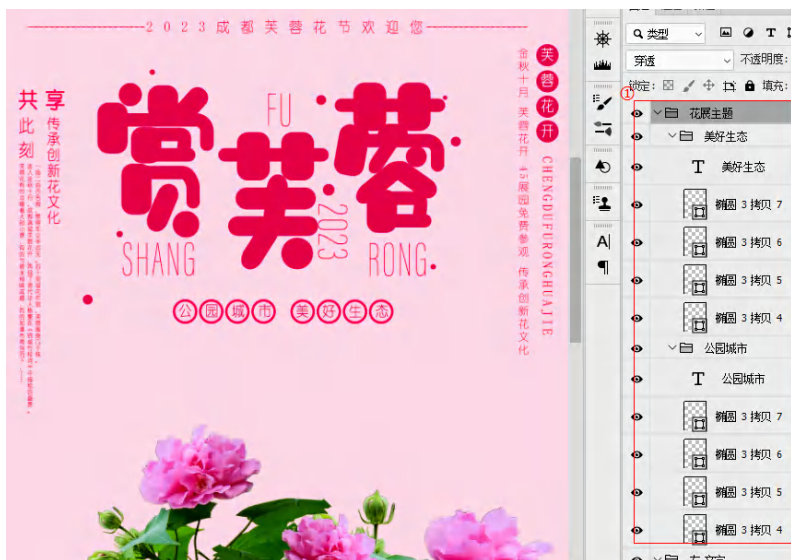 2023成都芙蓉花节欢迎您
共享
此刻
传承创新花文化
赏芙蓉
FU
2023
SHANG
RONG
公园城市 美好生态
芙蓉花开
CHENGDUFURONGHUAJIE
金秋十月 芙蓉花开 45展园免费参观 传承创新花文化
类型
T
穿透
不透明度:
锁定:
填充:
①
花展主题
美好生态
T 美好生态
椭圆 3 拷贝 7
椭圆 3 拷贝 6
椭圆 3 拷贝 5
椭圆 3 拷贝 4
公园城市
T 公园城市
椭圆 3 拷贝 7
椭圆 3 拷贝 6
椭圆 3 拷贝 5
椭圆 3 拷贝 4